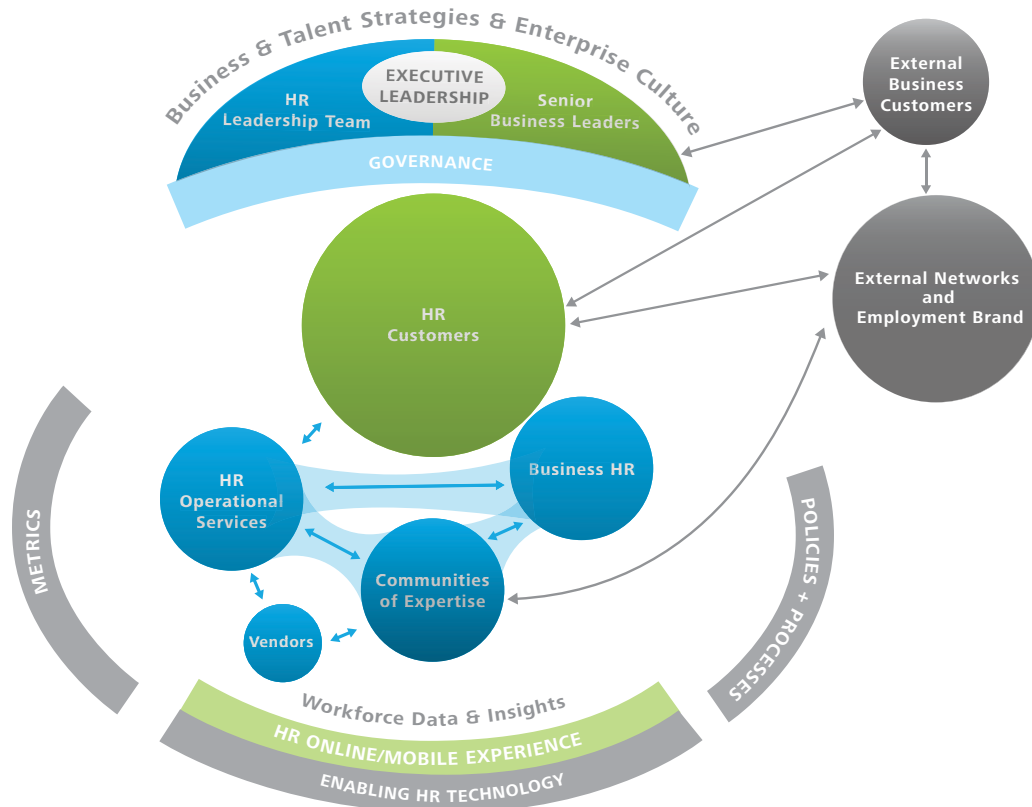 Business & Talent Strategies & Enterprise Culture
EXECUTIVE
LEADERSHIP
HR
Leadership Team
Senior
Business Leaders
GOVERNANCE
External
Business
Customers
HR
Customers
External Networks
and
Employment Brand
HR
Operational
Services
Business HR
Communities
of Expertise
Vendors
METRICS
POLICIES + PROCESSES
Workforce Data & Insights
HR ONLINE/MOBILE EXPERIENCE
ENABLING HR TECHNOLOGY